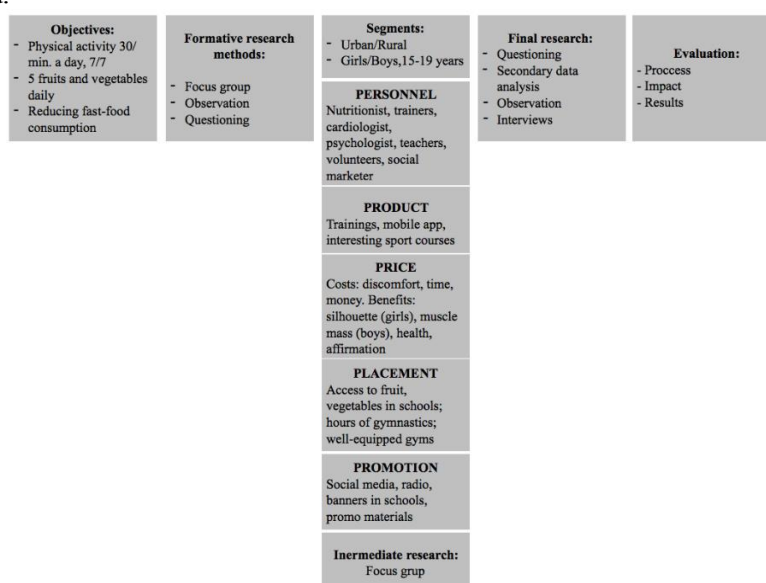 Objectives:
- Physical activity 30/
min. a day, 7/7
- 5 fruits and vegetables
daily
- Reducing fast-food
consumption
Formative research
methods:
- Focus group
- Observation
- Questioning
Segments:
- Urban/Rural
- Girls/Boys,15-19 years
PERSONNEL
Nutritionist, trainers,
cardiologist,
psychologist, teachers,
volunteers, social
marketer
PRODUCT
Trainings, mobile app,
interesting sport courses
PRICE
Costs: discomfort, time,
money. Benefits:
silhouette (girls), muscle
mass (boys), health,
affirmation
PLACEMENT
Access to fruit,
vegetables in schools;
hours of gymnastics;
well-equipped gyms
PROMOTION
Social media, radio,
banners in schools,
promo materials
Inermediate research:
Focus grup
Final research:
- Questioning
- Secondary data
analysis
- Observation
- Interviews
Evaluation:
- Proccess
- Impact
- Results